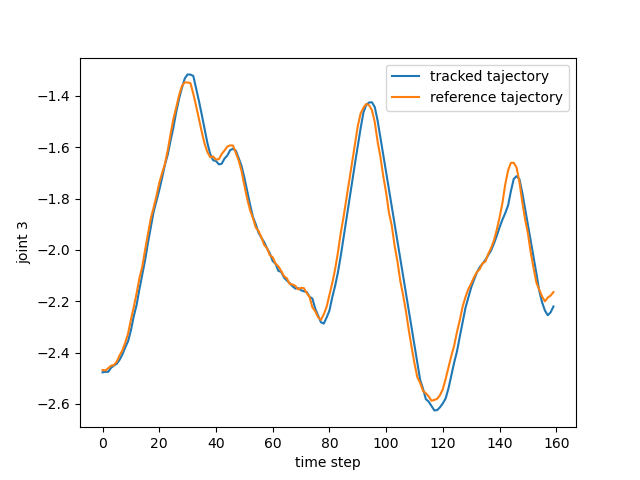 tracked tajectory
reference tajectory
−1.4
−1.6
−1.8
−2.0
−2.2
−2.4
−2.6
joint 3
0 20 40 60 80 100 120 140 160
time step